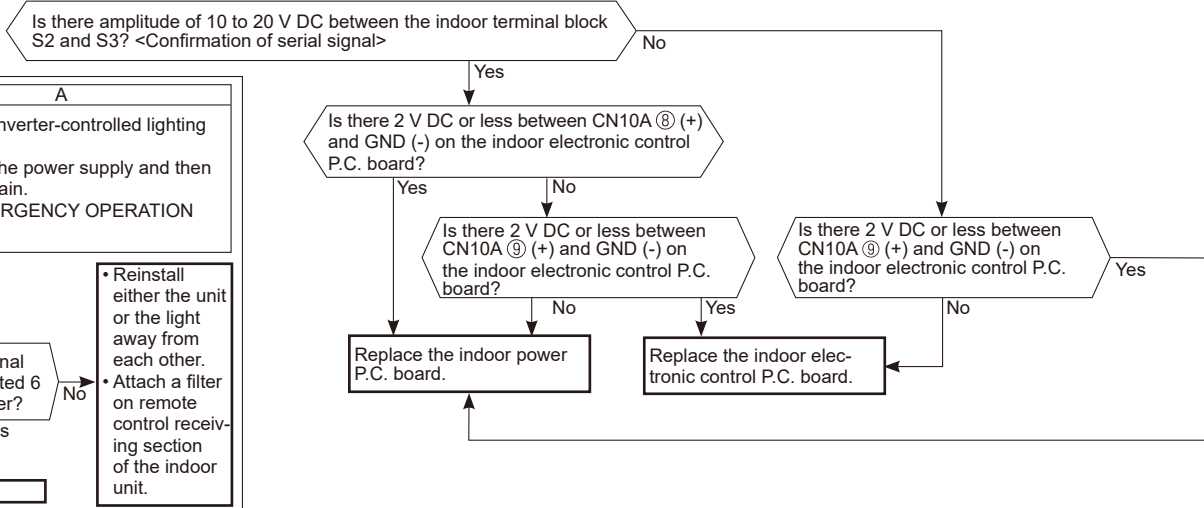 Is there amplitude of 10 to 20 V DC between the indoor terminal block
S2 and S3? <Confirmation of serial signal>
No
Yes
A
nverter-controlled lighting
he power supply and then
ain.
RGENCY OPERATION
Is there 2 V DC or less between CN10A ⑧ (+)
and GND (-) on the indoor electronic control
P.C. board?
Yes
No
Is there 2 V DC or less between
CN10A ⑨ (+) and GND (-) on
the indoor electronic control P.C.
board?
No
Yes
Is there 2 V DC or less between
CN10A ⑨ (+) and GND (-) on
the indoor electronic control P.C.
board?
Yes
No
Replace the indoor power
P.C. board.
Replace the indoor elec-
tronic control P.C. board.
nal
ted 6
er?
No
s
• Reinstall
either the unit
or the light
away from
each other.
• Attach a filter
on remote
control receiv-
ing section
of the indoor
unit.